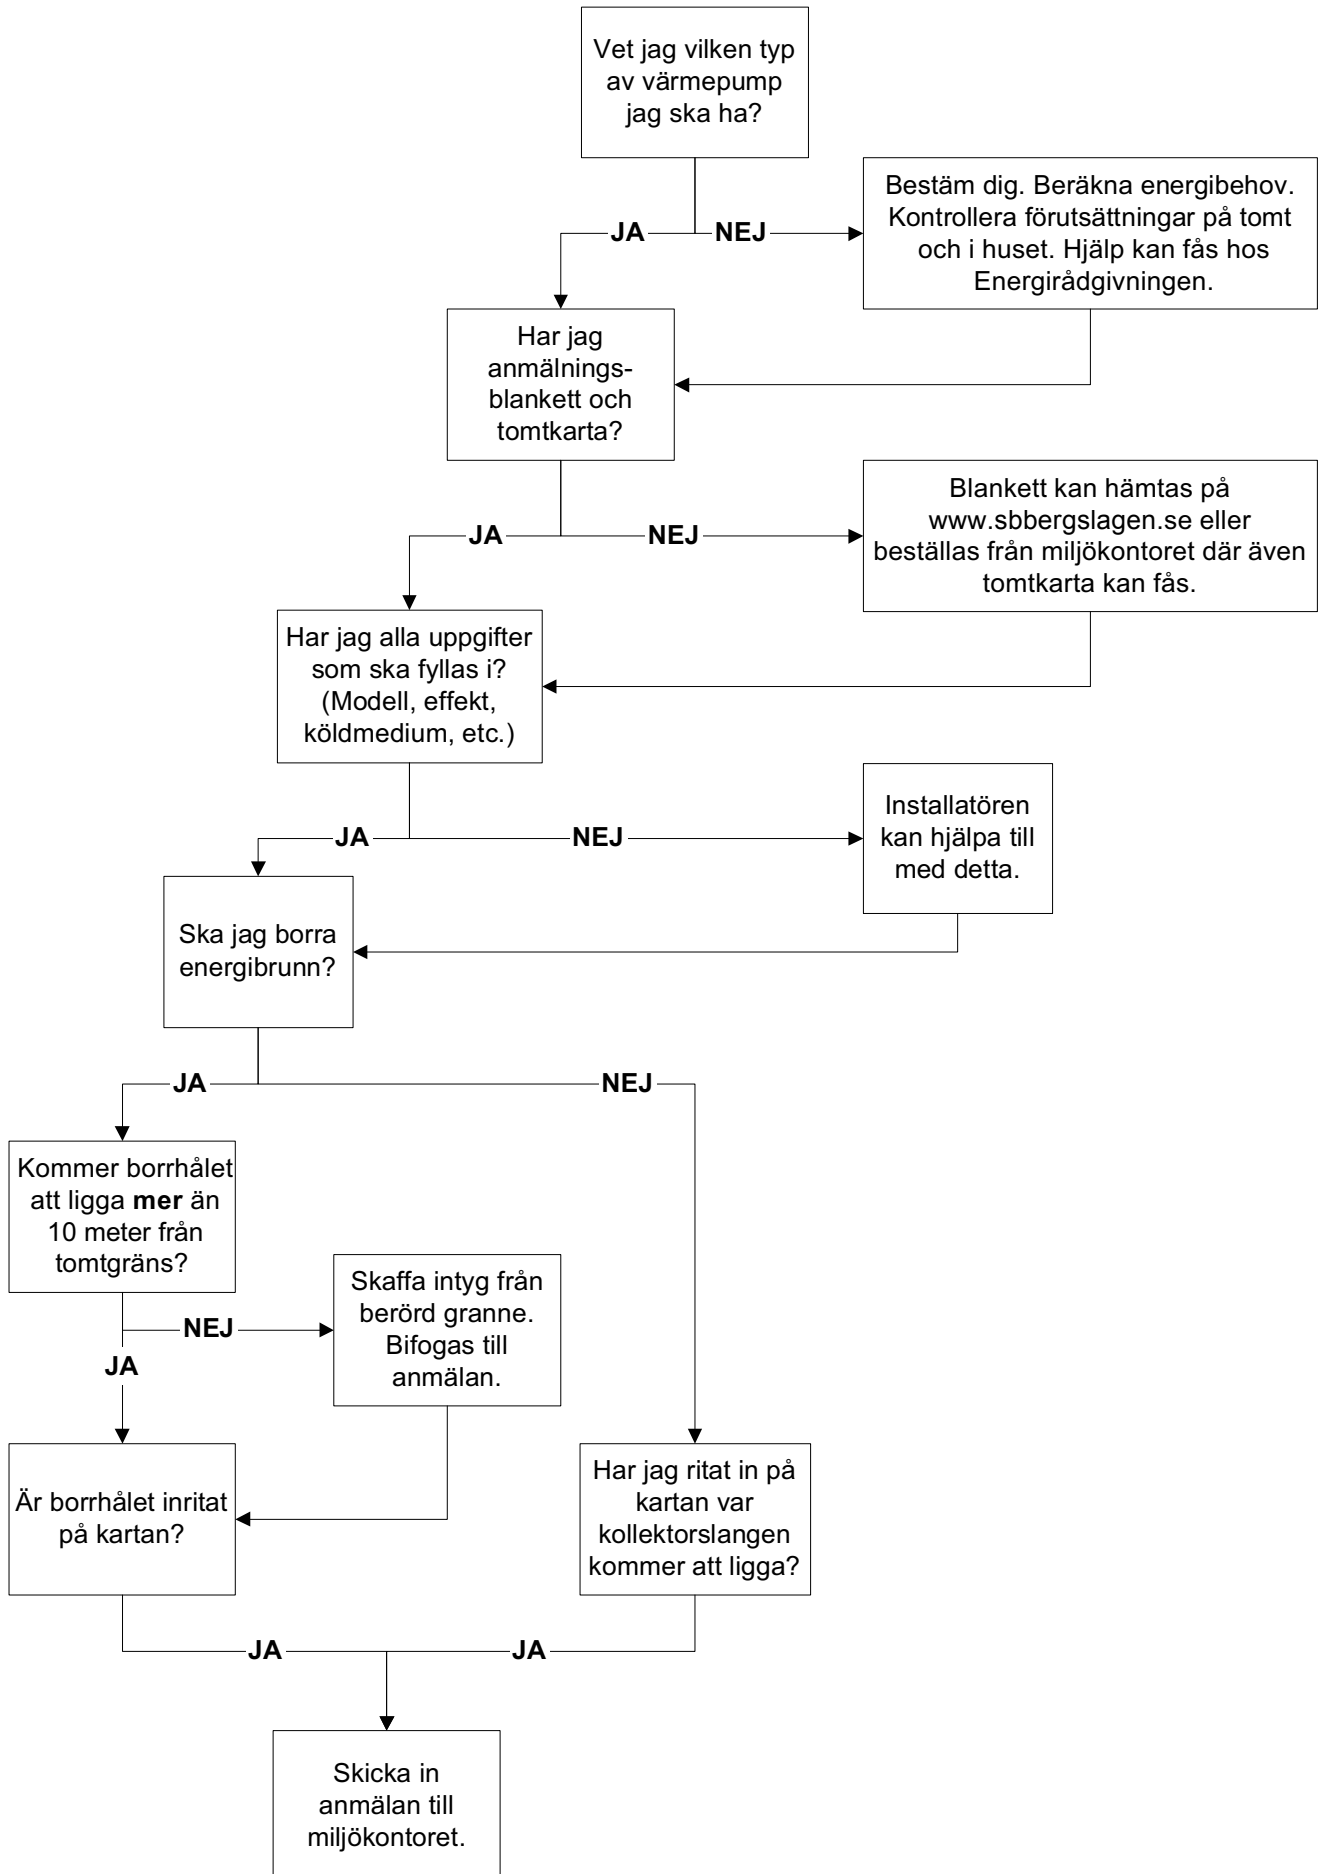 Vet jag vilken typ
av värmepump
jag ska ha?
JA
NEJ
Bestäm dig. Beräkna energibehov.
Kontrollera förutsättningar på tomt
och i huset. Hjälp kan fås hos
Energirådgivningen.
Har jag
anmälnings-
blankett och
tomtkarta?
JA
NEJ
Blankett kan hämtas på
www.sbbergslagen.se eller
beställas från miljökontoret där även
tomtkarta kan fås.
Har jag alla uppgifter
som ska fyllas i?
(Modell, effekt,
köldmedium, etc.)
JA
NEJ
Installatören
kan hjälpa till
med detta.
Ska jag borra
energibrunn?
JA
NEJ
Kommer borrhålet
att ligga mer än
10 meter från
tomtgräns?
NEJ
JA
Skaffa intyg från
berörd granne.
Bifogas till
anmälan.
Är borrhålet inritat
på kartan?
Har jag ritat in på
kartan var
kollektorslangen
kommer att ligga?
JA
JA
Skicka in
anmälan till
miljökontoret.